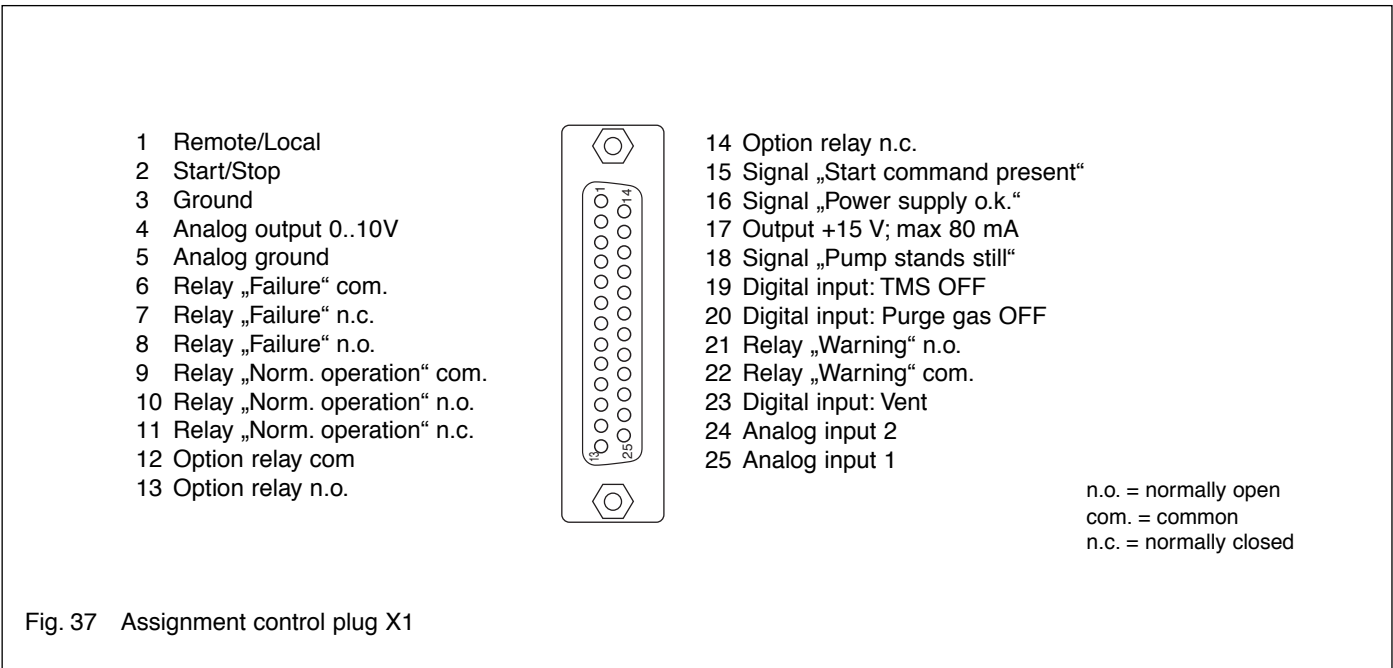 1 Remote/Local
2 Start/Stop
3 Ground
4 Analog output 0..10V
5 Analog ground
6 Relay „Failure“ com.
7 Relay „Failure“ n.c.
8 Relay „Failure“ n.o.
9 Relay „Norm. operation“ com.
10 Relay „Norm. operation“ n.o.
11 Relay „Norm. operation“ n.c.
12 Option relay com
13 Option relay n.o.
1
14
13
25
14 Option relay n.c.
15 Signal „Start command present“
16 Signal „Power supply o.k.“
17 Output +15 V; max 80 mA
18 Signal „Pump stands still“
19 Digital input: TMS OFF
20 Digital input: Purge gas OFF
21 Relay „Warning“ n.o.
22 Relay „Warning“ com.
23 Digital input: Vent
24 Analog input 2
25 Analog input 1
n.o. = normally open
com. = common
n.c. = normally closed
Fig. 37 Assignment control plug X1